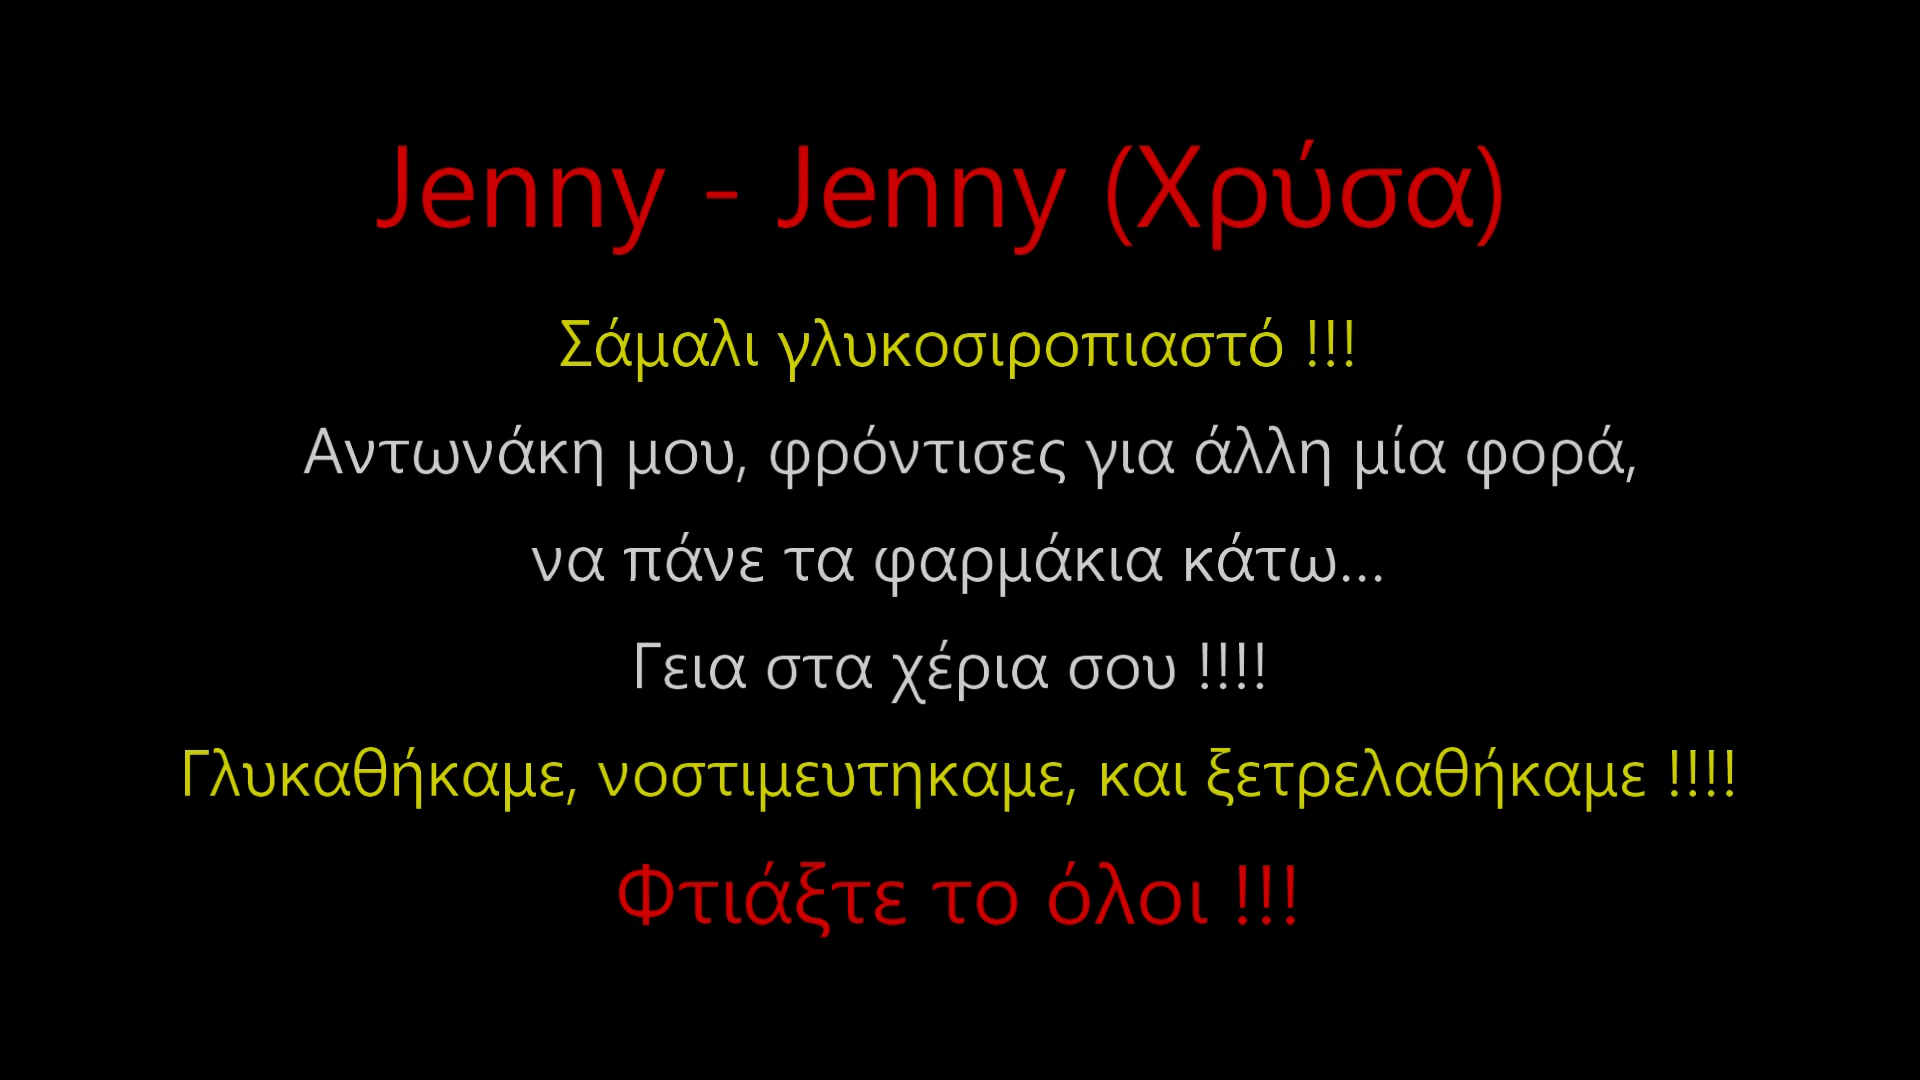 Jenny - Jenny (Χρύσα)
Σάμαλι γλυκοσιροπιαστό !!!
Αντωνάκη μου, φρόντισες για άλλη μία φορά,
να πάνε τα φαρμάκια κάτω...
Γεια στα χέρια σου !!!!
Γλυκαθήκαμε, νοστιμευτηκαμε, και ξετρελαθήκαμε !!!!
Φτιάξτε το όλοι !!!